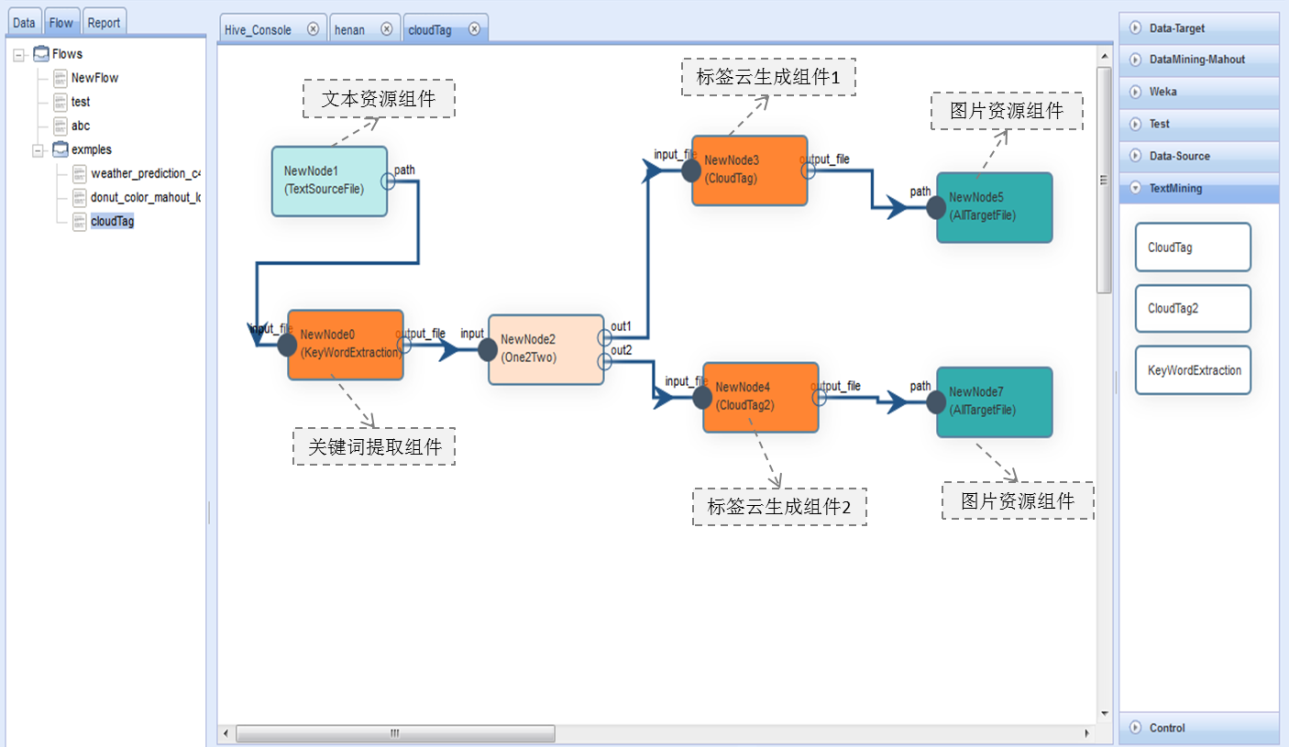 Data
Flow
Report
Flows
NewFlow
test
abc
exmples
weather_prediction_c4
donut_color_mahout_lo
cloudTag
Hive_Console
henan
cloudTag
文本资源组件
标签云生成组件1
图片资源组件
NewNode1
(TextSourceFile)
path
input_file
NewNode3
(CloudTag)
output_file
path
NewNode5
(AllTargetFile)
input_file
NewNode0
(KeyWordExtraction)
output_file
input
NewNode2
(One2Two)
out1
out2
input_file
NewNode4
(CloudTag2)
output_file
path
NewNode7
(AllTargetFile)
关键词提取组件
标签云生成组件2
图片资源组件
Data-Target
DataMining-Mahout
Weka
Test
Data-Source
TextMining
CloudTag
CloudTag2
KeyWordExtraction
Control